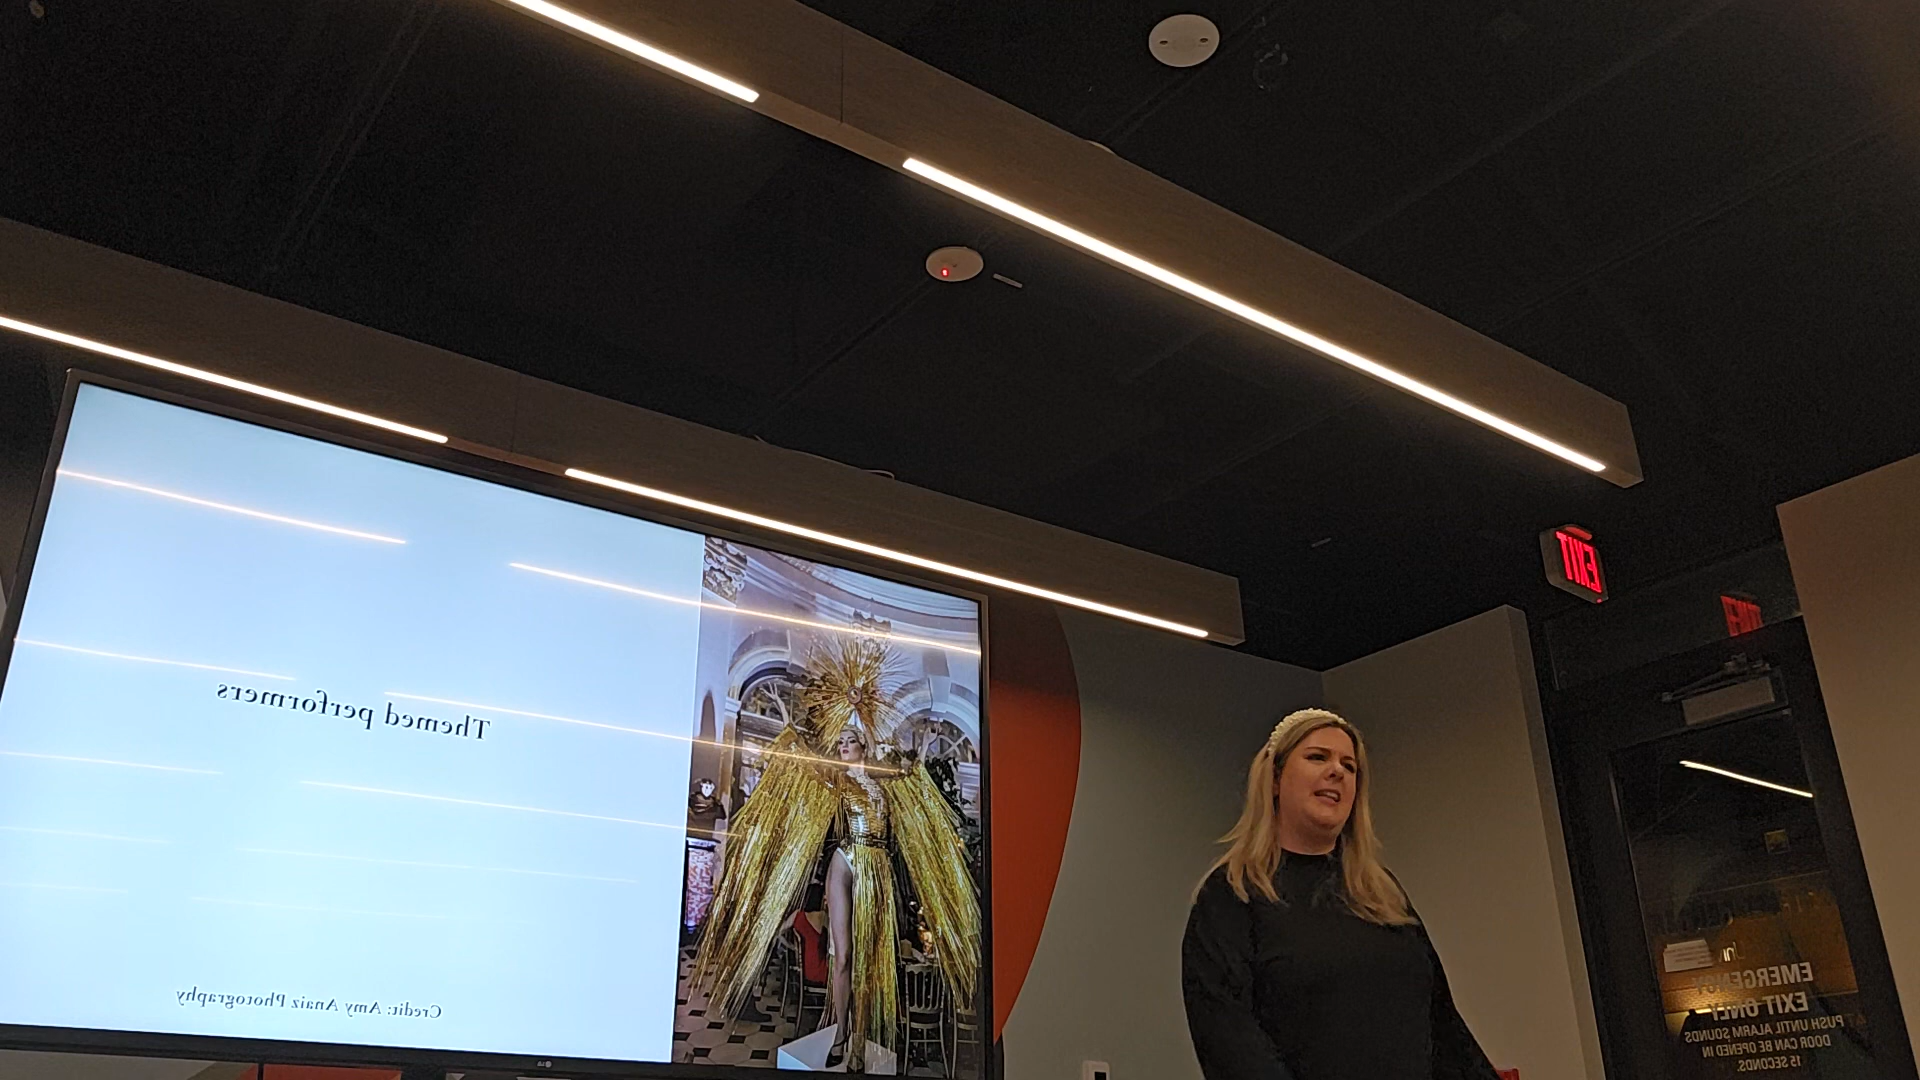 Themed performers
Credit: Amy Anaiz Photography
LG
EXIT
EMERGENCY
EXIT ONLY
PUSH UNTIL ALARM SOUNDS
DOOR CAN BE OPENED IN
15 SECONDS.